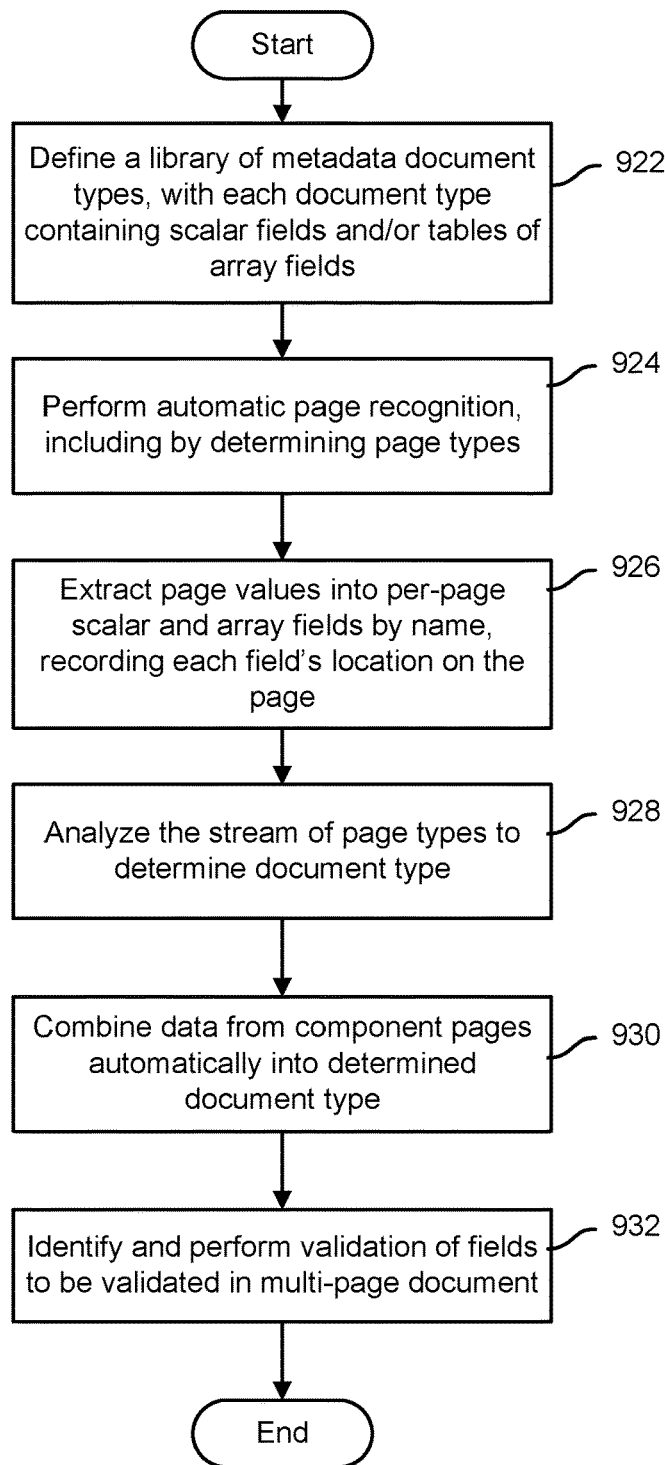 Start
Define a library of metadata document
types, with each document type
containing scalar fields and/or tables of
array fields
922
Perform automatic page recognition,
including by determining page types
924
Extract page values into per-page
scalar and array fields by name,
recording each field's location on the
page
926
Analyze the stream of page types to
determine document type
928
Combine data from component pages
automatically into determined
document type
930
Identify and perform validation of fields
to be validated in multi-page document
932
End